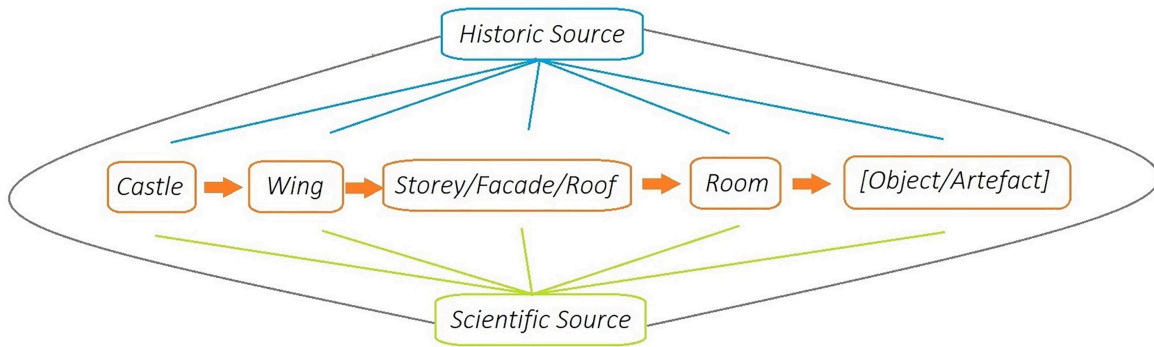 Historic Source
Castle
Wing
Storey/Facade/Roof
Room
[Object/Artefact]
Scientific Source